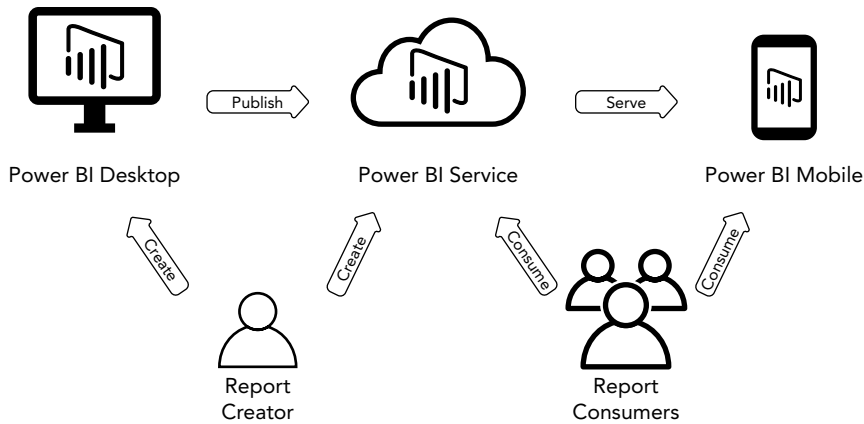 Publish
Serve
Power BI Desktop
Power BI Service
Power BI Mobile
Create
Create
Consume
Consume
Report
Creator
Report
Consumers